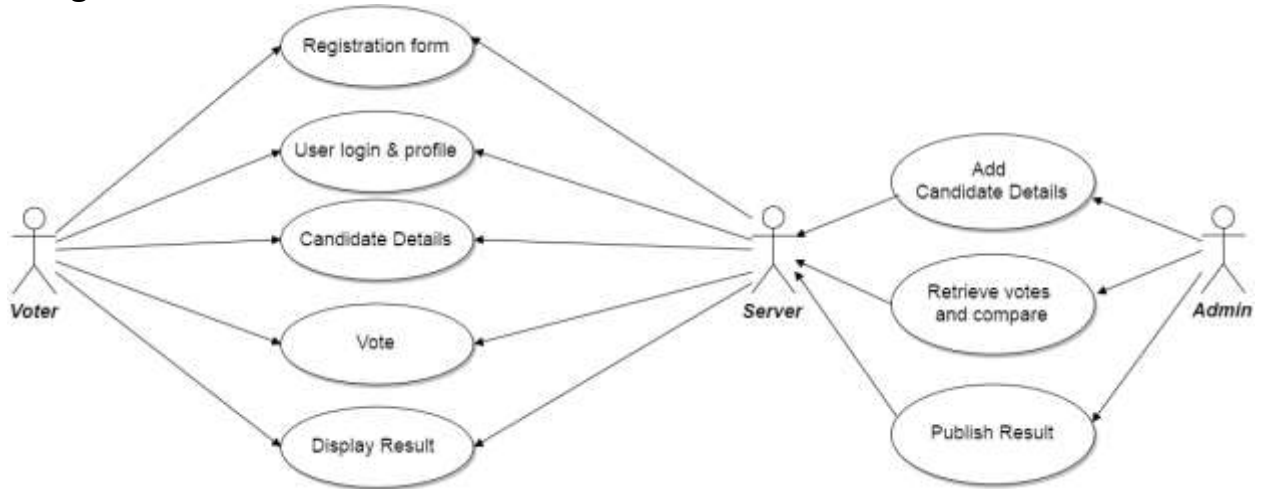 Registration form
User login & profile
Candidate Details
Vote
Display Result
Voter
Server
Add
Candidate Details
Retrieve votes
and compare
Publish Result
Admin